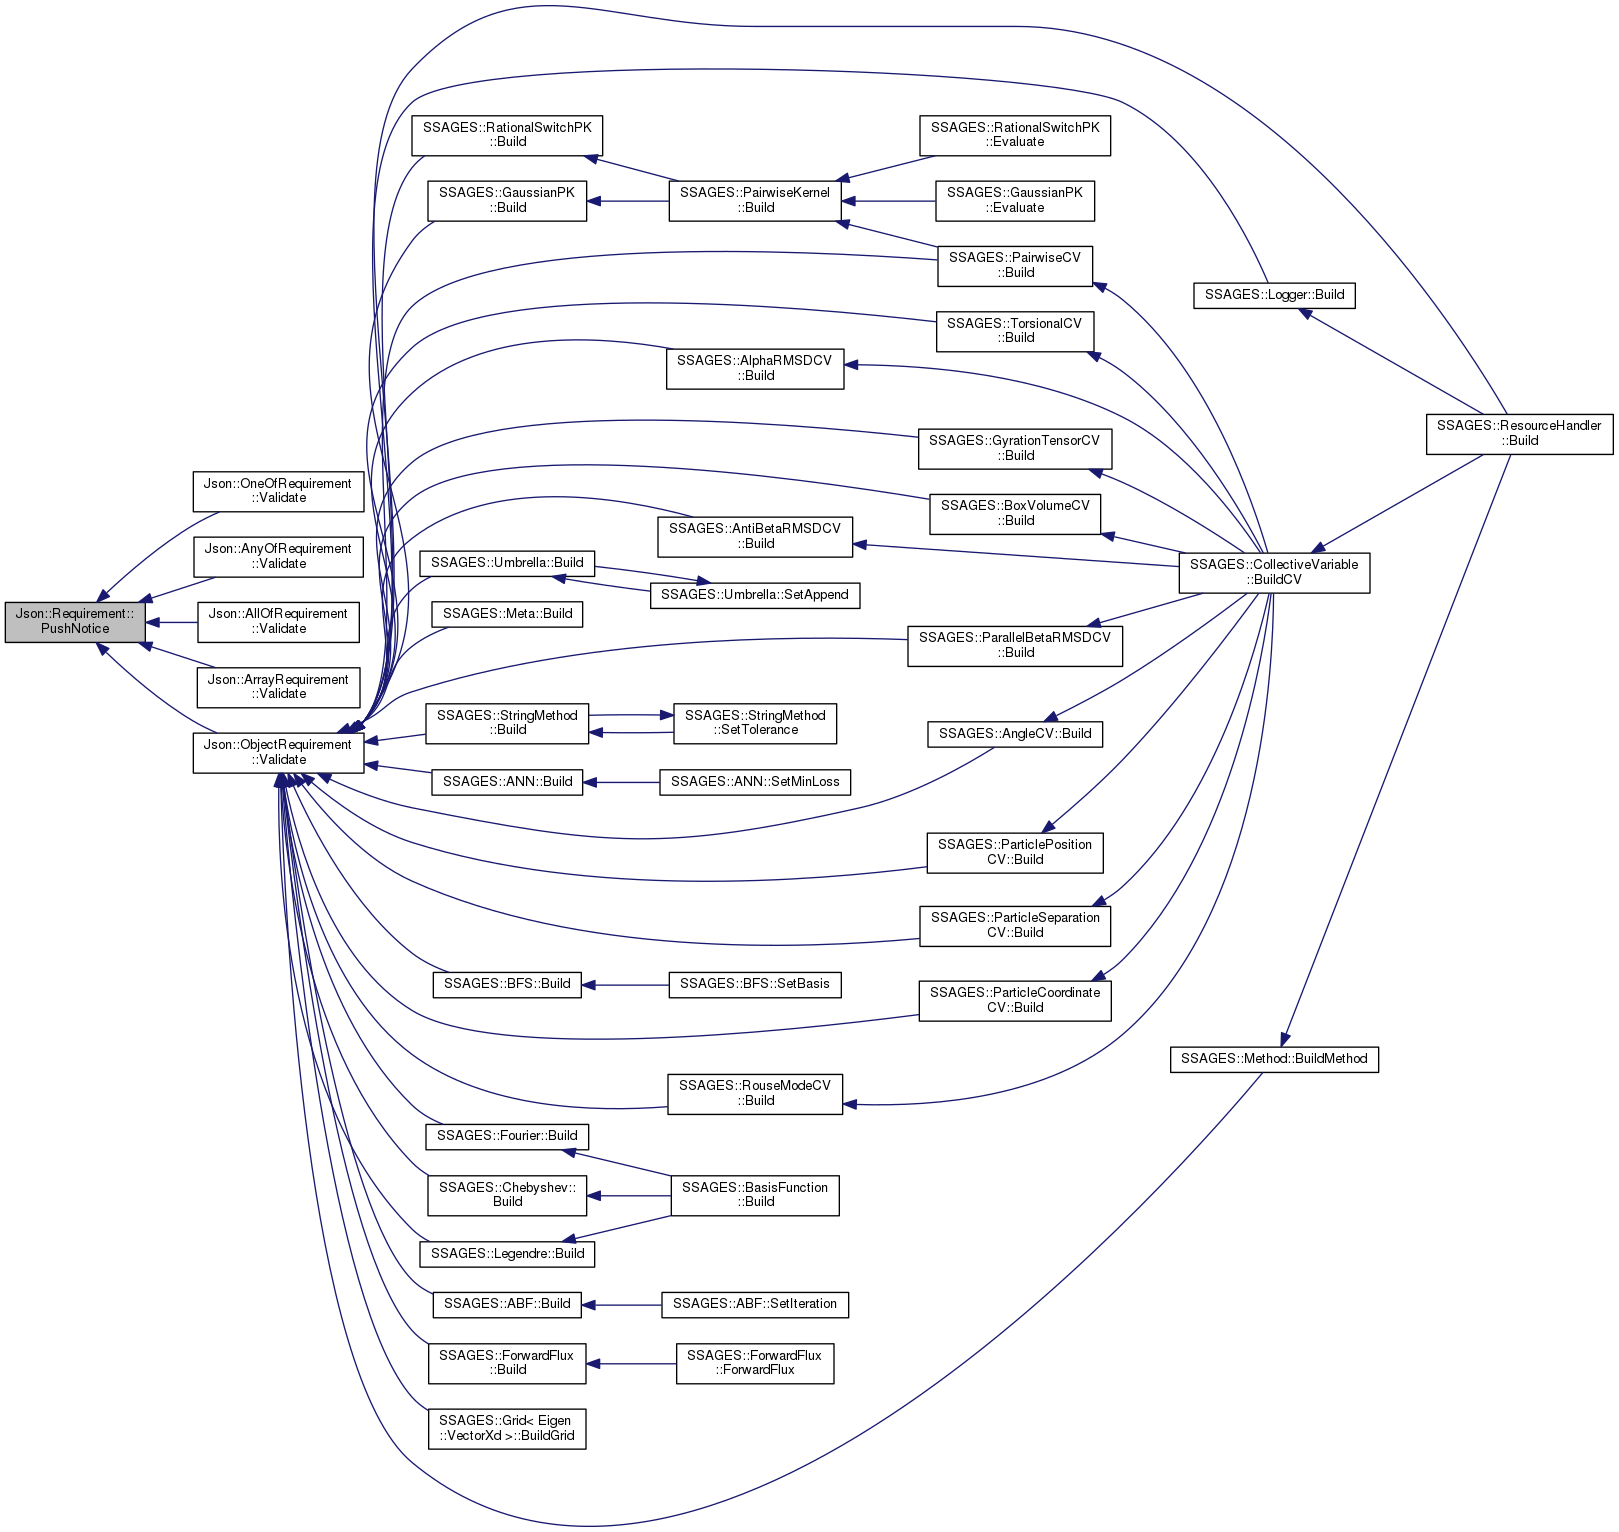 SSAGES::RationalSwitchPK
::Build
SSAGES::RationalSwitchPK
::Evaluate
SSAGES::GaussianPK
::Build
SSAGES::PairwiseKernel
::Build
SSAGES::GaussianPK
::Evaluate
SSAGES::PairwiseCV
::Build
SSAGES::Logger::Build
SSAGES::TorsionalCV
::Build
SSAGES::AlphaRMSDCV
::Build
SSAGES::ResourceHandler
::Build
SSAGES::GyrationTensorCV
::Build
Json::OneOfRequirement
::Validate
SSAGES::BoxVolumeCV
::Build
SSAGES::AntiBetaRMSDCV
::Build
Json::AnyOfRequirement
::Validate
SSAGES::Umbrella::Build
SSAGES::CollectiveVariable
::BuildCV
SSAGES::Umbrella::SetAppend
Json::Requirement::
PushNotice
Json::AllOfRequirement
::Validate
SSAGES::Meta::Build
SSAGES::ParallelBetaRMSDCV
::Build
Json::ArrayRequirement
::Validate
SSAGES::StringMethod
::Build
SSAGES::StringMethod
::SetTolerance
SSAGES::AngleCV::Build
Json::ObjectRequirement
::Validate
SSAGES::ANN::Build
SSAGES::ANN::SetMinLoss
SSAGES::ParticlePosition
CV::Build
SSAGES::ParticleSeparation
CV::Build
SSAGES::BFS::Build
SSAGES::BFS::SetBasis
SSAGES::ParticleCoordinate
CV::Build
SSAGES::Method::BuildMethod
SSAGES::RouseModeCV
::Build
SSAGES::Fourier::Build
SSAGES::Chebyshev::
Build
SSAGES::BasisFunction
::Build
SSAGES::Legendre::Build
SSAGES::ABF::Build
SSAGES::ABF::SetIteration
SSAGES::ForwardFlux
::Build
SSAGES::ForwardFlux
::ForwardFlux
SSAGES::Grid< Eigen
::VectorXd >::BuildGrid